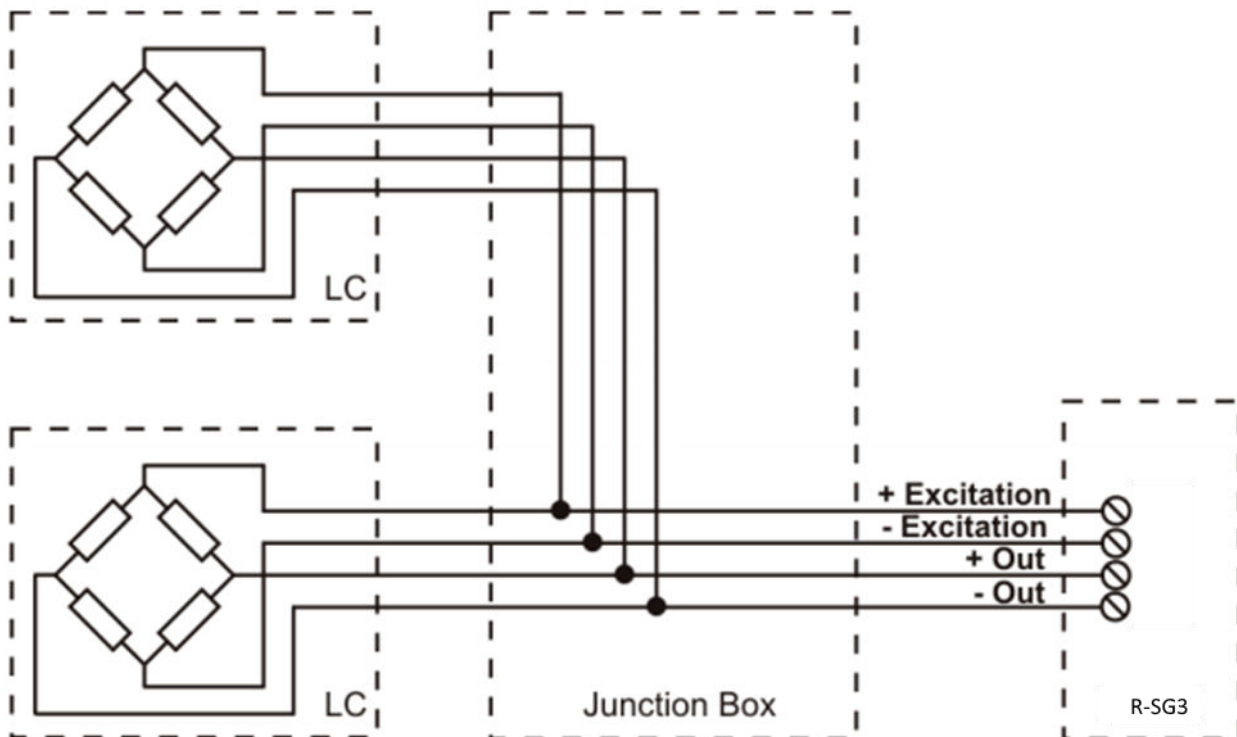 LC
+ Excitation
- Excitation
+ Out
- Out
LC
Junction Box
R-SG3